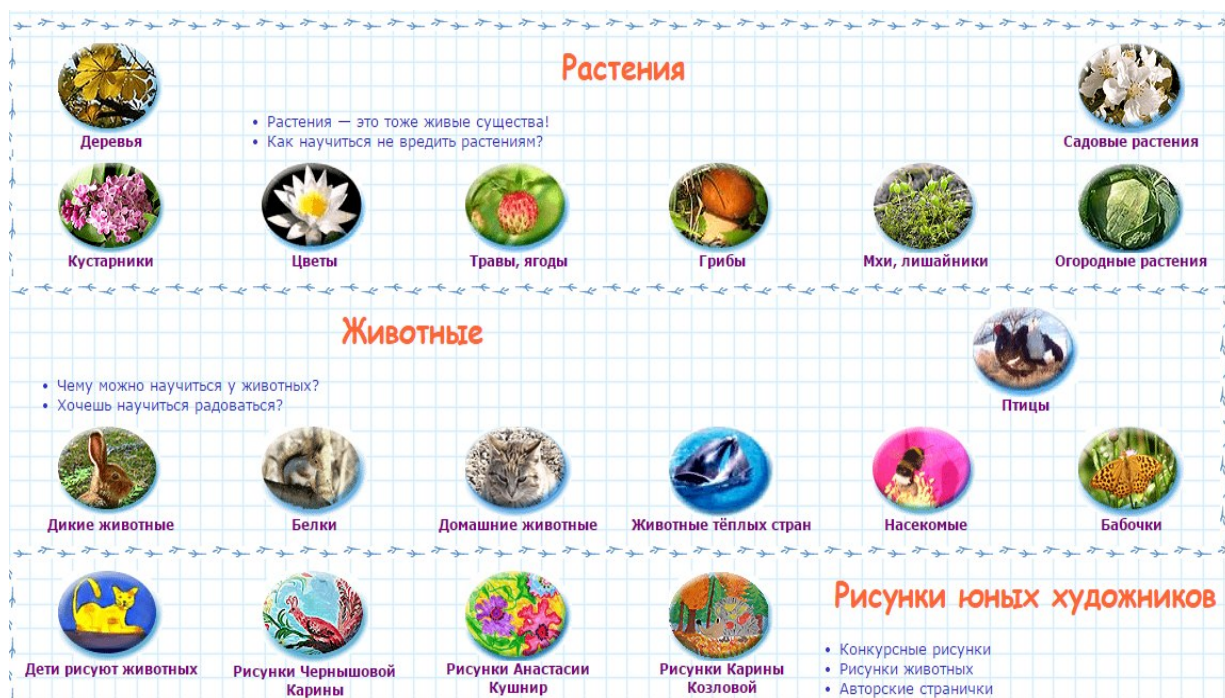 Растения
Деревья
• Растения — это тоже живые существа!
• Как научиться не вредить растениям?
Садовые растения
Кустарники
Цветы
Травы, ягоды
Грибы
Мхи, лишайники
Огородные растения
Животные
• Чему можно научиться у животных?
• Хочешь научиться радоваться?
Птицы
Дикие животные
Белки
Домашние животные
Животные тёплых стран
Насекомые
Бабочки
Дети рисуют животных
Рисунки Чернышовой
Карины
Рисунки Анастасии
Кушнир
Рисунки Карины
Козловой
Рисунки юных художников
• Конкурсные рисунки
• Рисунки животных
• Авторские странички